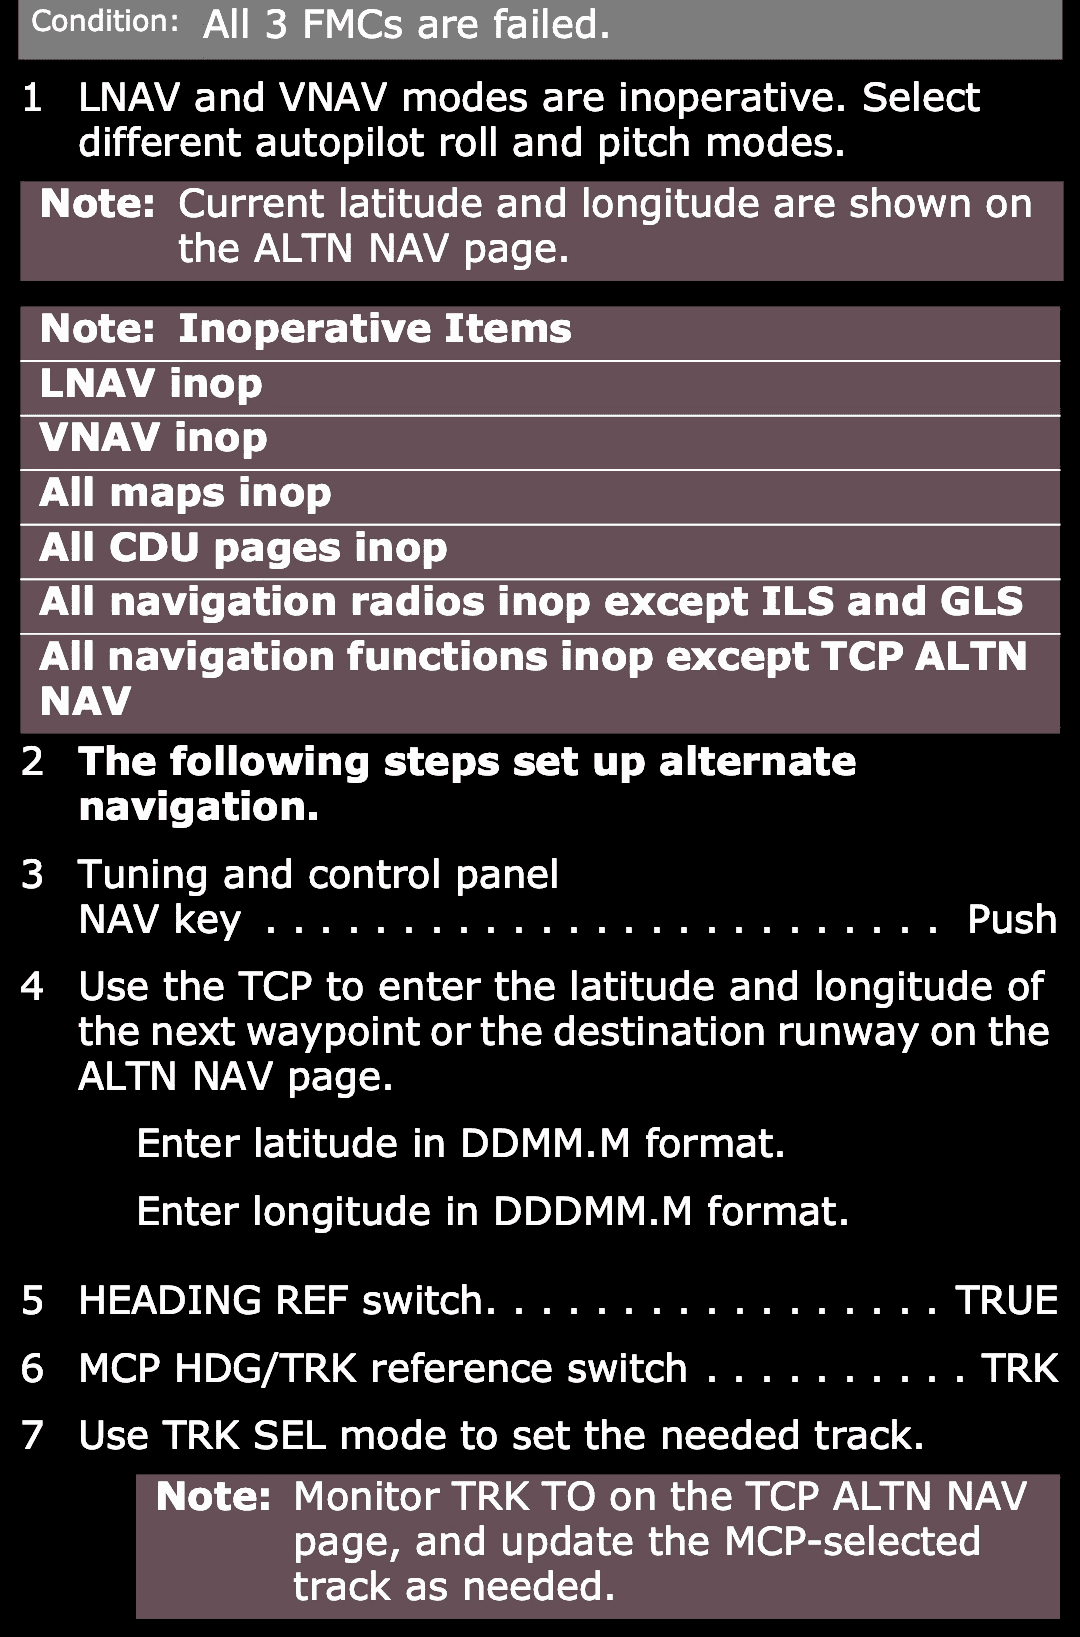 Condition: All 3 FMCs are failed.
1 LNAV and VNAV modes are inoperative. Select
different autopilot roll and pitch modes.
Note: Current latitude and longitude are shown on
the ALTN NAV page.
Note: Inoperative Items
LNAV inop
VNAV inop
All maps inop
All CDU pages inop
All navigation radios inop except ILS and GLS
All navigation functions inop except TCP ALTN
NAV
2 The following steps set up alternate
navigation.
3 Tuning and control panel
NAV key . . . . . . . . . . . . . . . . . . . . . . . . . Push
4 Use the TCP to enter the latitude and longitude of
the next waypoint or the destination runway on the
ALTN NAV page.
Enter latitude in DDMM.M format.
Enter longitude in DDDMM.M format.
5 HEADING REF switch. . . . . . . . . . . . . . . . . TRUE
6 MCP HDG/TRK reference switch . . . . . . . . . . TRK
7 Use TRK SEL mode to set the needed track.
Note: Monitor TRK TO on the TCP ALTN NAV
page, and update the MCP-selected
track as needed.